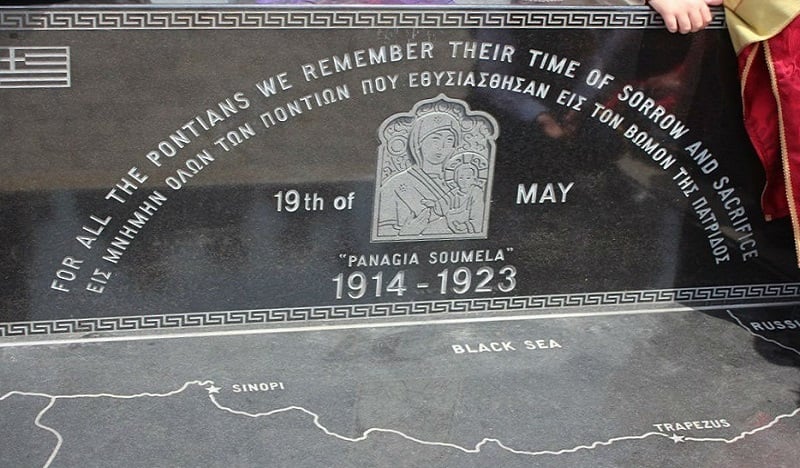 FOR ALL THE PONTIANS WE REMEMBER THEIR TIME OF SORROW AND SACRIFICE
ΕΙΣ ΜΝΗΜΗΝ ΟΛΩΝ ΤΩΝ ΠΟΝΤΙΩΝ ΠΟΥ ΕΘΥΣΙΑΣΘΗΣΑΝ ΕΙΣ ΤΟΝ ΒΩΜΟΝ ΤΗΣ ΠΑΤΡΙΔΟΣ
19th of MAY
"PANAGIA SOUMELA"
1914 - 1923
RUSSI
BLACK SEA
SINOPI
TRAPEZUS